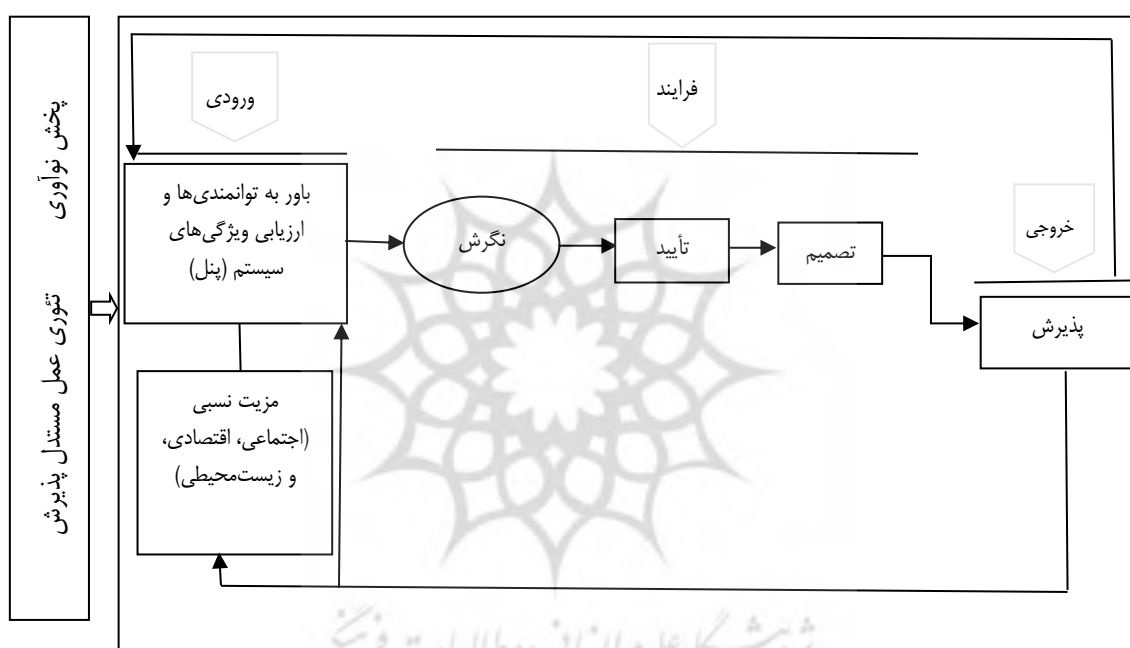 پخش نوآری
تئوری عمل مستدل پذیرش
ورودی
فرایند
خروجی
باور به توانمندی‌ها و
ارزیابی ویژگی‌های
سیستم (پنل)
نگرش
تأیید
تصمیم
پذیرش
مزیت نسبی
(اجتماعی، اقتصادی،
و زیست‌محیطی)